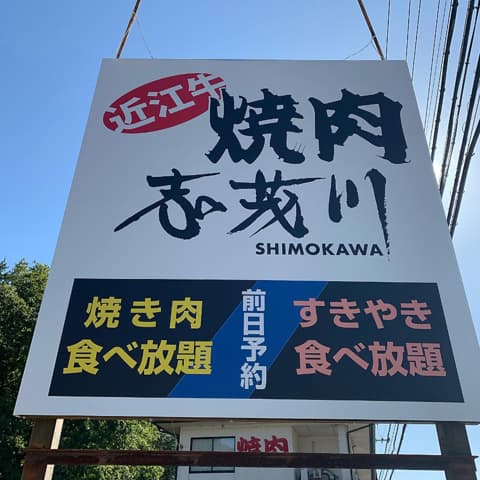 近江牛
焼肉
志茂川
SHIMOKAWA
焼き肉
食べ放題
前日予約
すきやき
食べ放題
焼肉